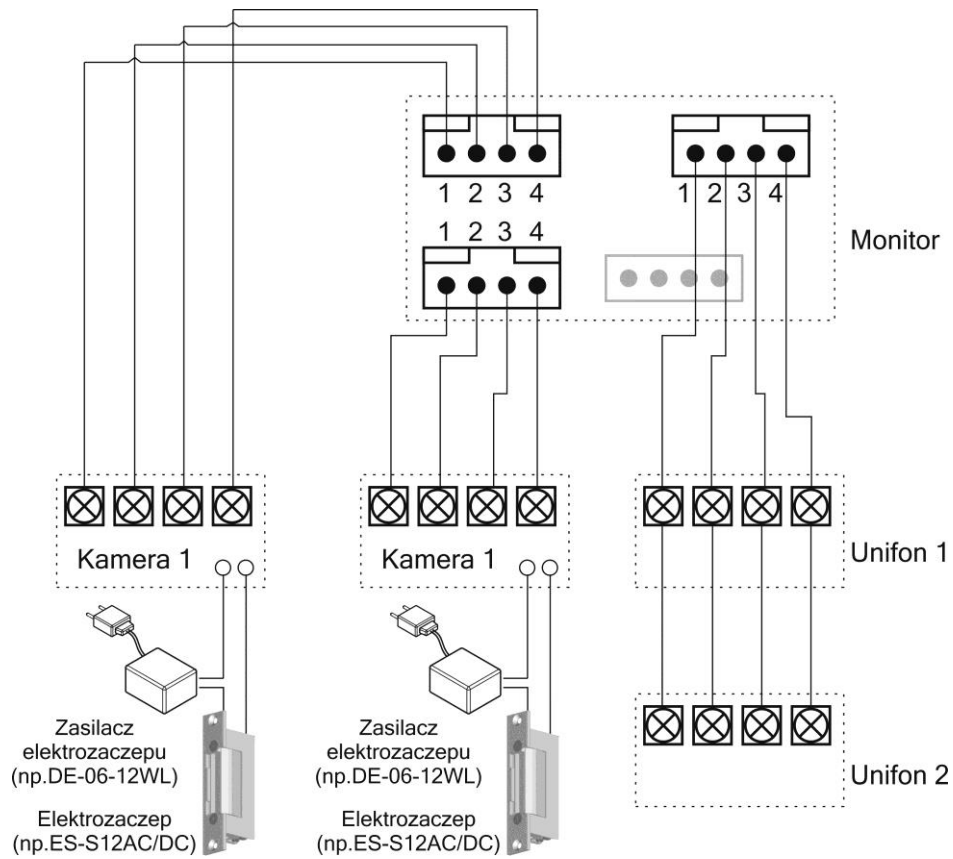 1 2 3 4
1 2 3 4
1 2 3 4
Monitor
Kamera 1
Kamera 1
Unifon 1
Zasilacz
elektrozaczepu
(np.DE-06-12WL)
Elektrozaczep
(np.ES-S12AC/DC)
Zasilacz
elektrozaczepu
(np.DE-06-12WL)
Elektrozaczep
(np.ES-S12AC/DC)
Unifon 2